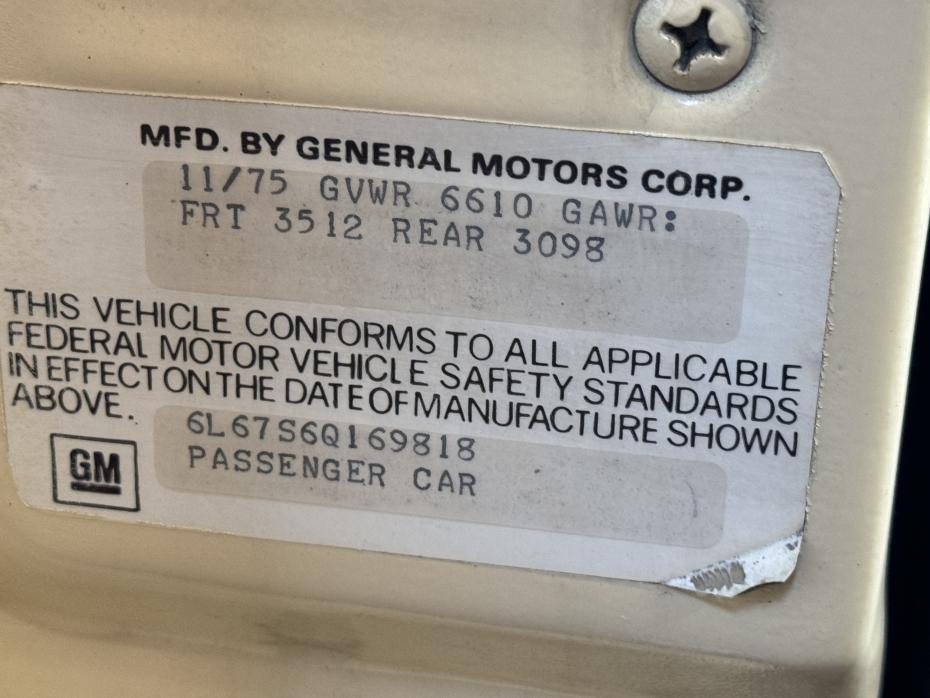 MFD. BY GENERAL MOTORS CORP.
11/75 GVWR 6610 GAWR:
FRT 3512 REAR 3098
THIS VEHICLE CONFORMS TO ALL APPLICABLE
FEDERAL MOTOR VEHICLE SAFETY STANDARDS
IN EFFECT ON THE DATE OF MANUFACTURE SHOWN
ABOVE.
6L67S6Q169818
PASSENGER CAR
GM